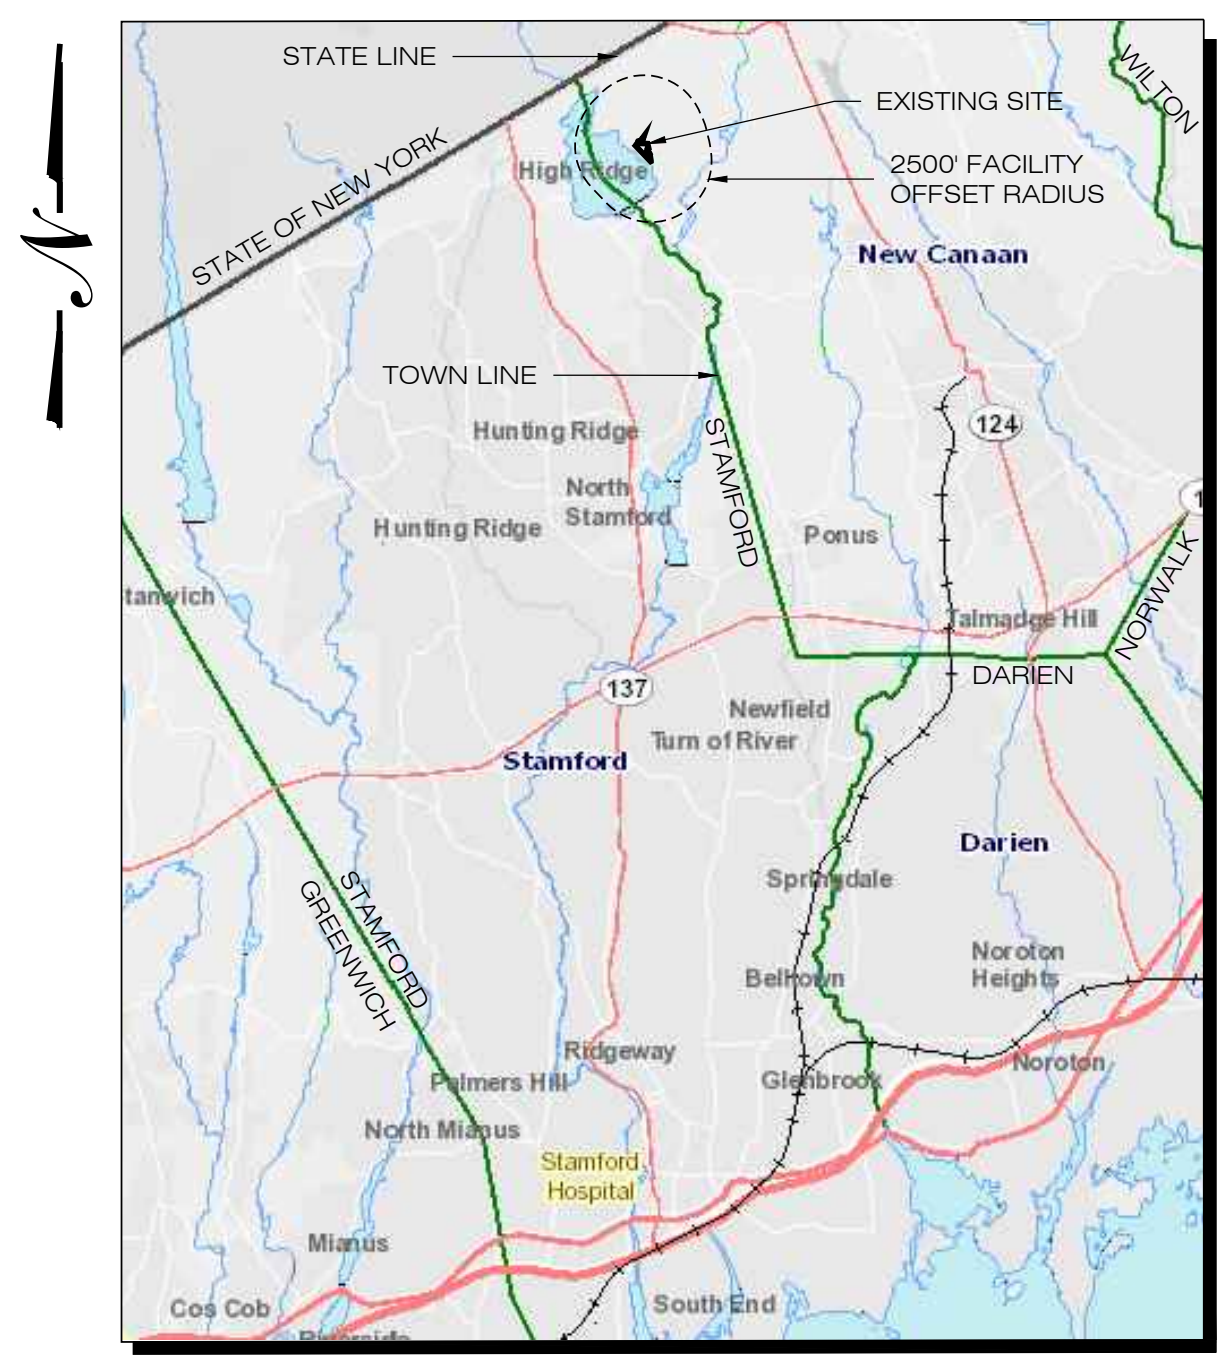 STATE LINE
WILTON
EXISTING SITE
2500' FACILITY
OFFSET RADIUS
High Ridge
STATE OF NEW YORK
N
New Canaan
TOWN LINE
124
Hunting Ridge
STAMFORD
North
Stamford
Hunting Ridge
Ponus
NORWALK
tanwich
Talmadge Hill
DARIEN
137
Newfield
Turn of River
Stamford
Darien
Springdale
STAMFORD
GREENWICH
Noroton
Heights
Belltown
Ridgeway
Noroton
Glenbrook
Palmers Hill
North Mianus
Stamford
Hospital
Mianus
South End
Cos Cob
Riverside